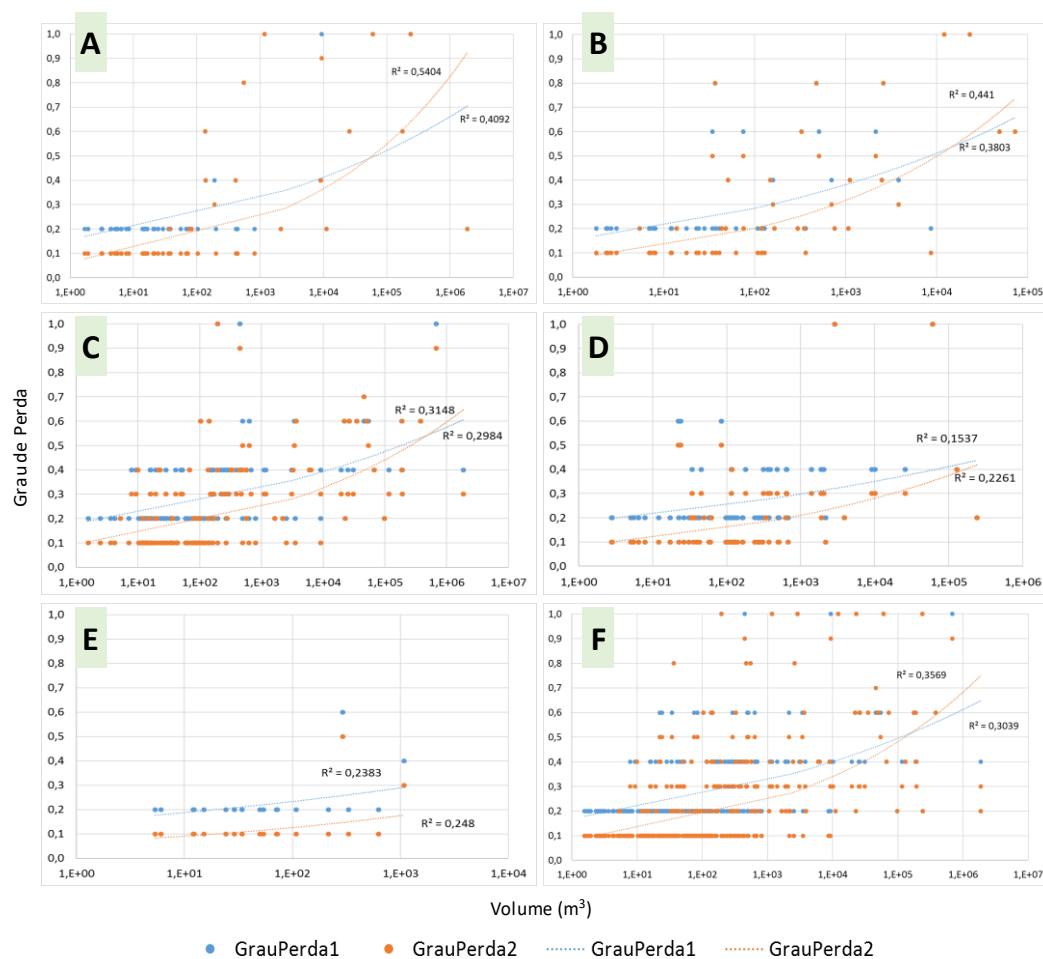 A
B
1,0
0,9
0,8
0,7
0,6
0,5
0,4
0,3
0,2
0,1
0,0
R² = 0,5404
R² = 0,4092
1,E+00 1,E+01 1,E+02 1,E+03 1,E+04 1,E+05 1,E+06 1,E+07
1,0
0,9
0,8
0,7
0,6
0,5
0,4
0,3
0,2
0,1
0,0
R² = 0,441
R² = 0,3803
1,E+00 1,E+01 1,E+02 1,E+03 1,E+04 1,E+05
C
D
1,0
0,9
0,8
0,7
0,6
0,5
0,4
0,3
0,2
0,1
0,0
R² = 0,3148
R² = 0,2984
1,E+00 1,E+01 1,E+02 1,E+03 1,E+04 1,E+05 1,E+06 1,E+07
1,0
0,9
0,8
0,7
0,6
0,5
0,4
0,3
0,2
0,1
0,0
R² = 0,1537
R² = 0,2261
1,E+00 1,E+01 1,E+02 1,E+03 1,E+04 1,E+05 1,E+06
Grau de Perda
E
F
1,0
0,9
0,8
0,7
0,6
0,5
0,4
0,3
0,2
0,1
0,0
R² = 0,2383
R² = 0,248
1,E+00 1,E+01 1,E+02 1,E+03 1,E+04
1,0
0,9
0,8
0,7
0,6
0,5
0,4
0,3
0,2
0,1
0,0
R² = 0,3569
R² = 0,3039
1,E+00 1,E+01 1,E+02 1,E+03 1,E+04 1,E+05 1,E+06 1,E+07
Volume (m³)
GrauPerda1 GrauPerda2 GrauPerda1 GrauPerda2